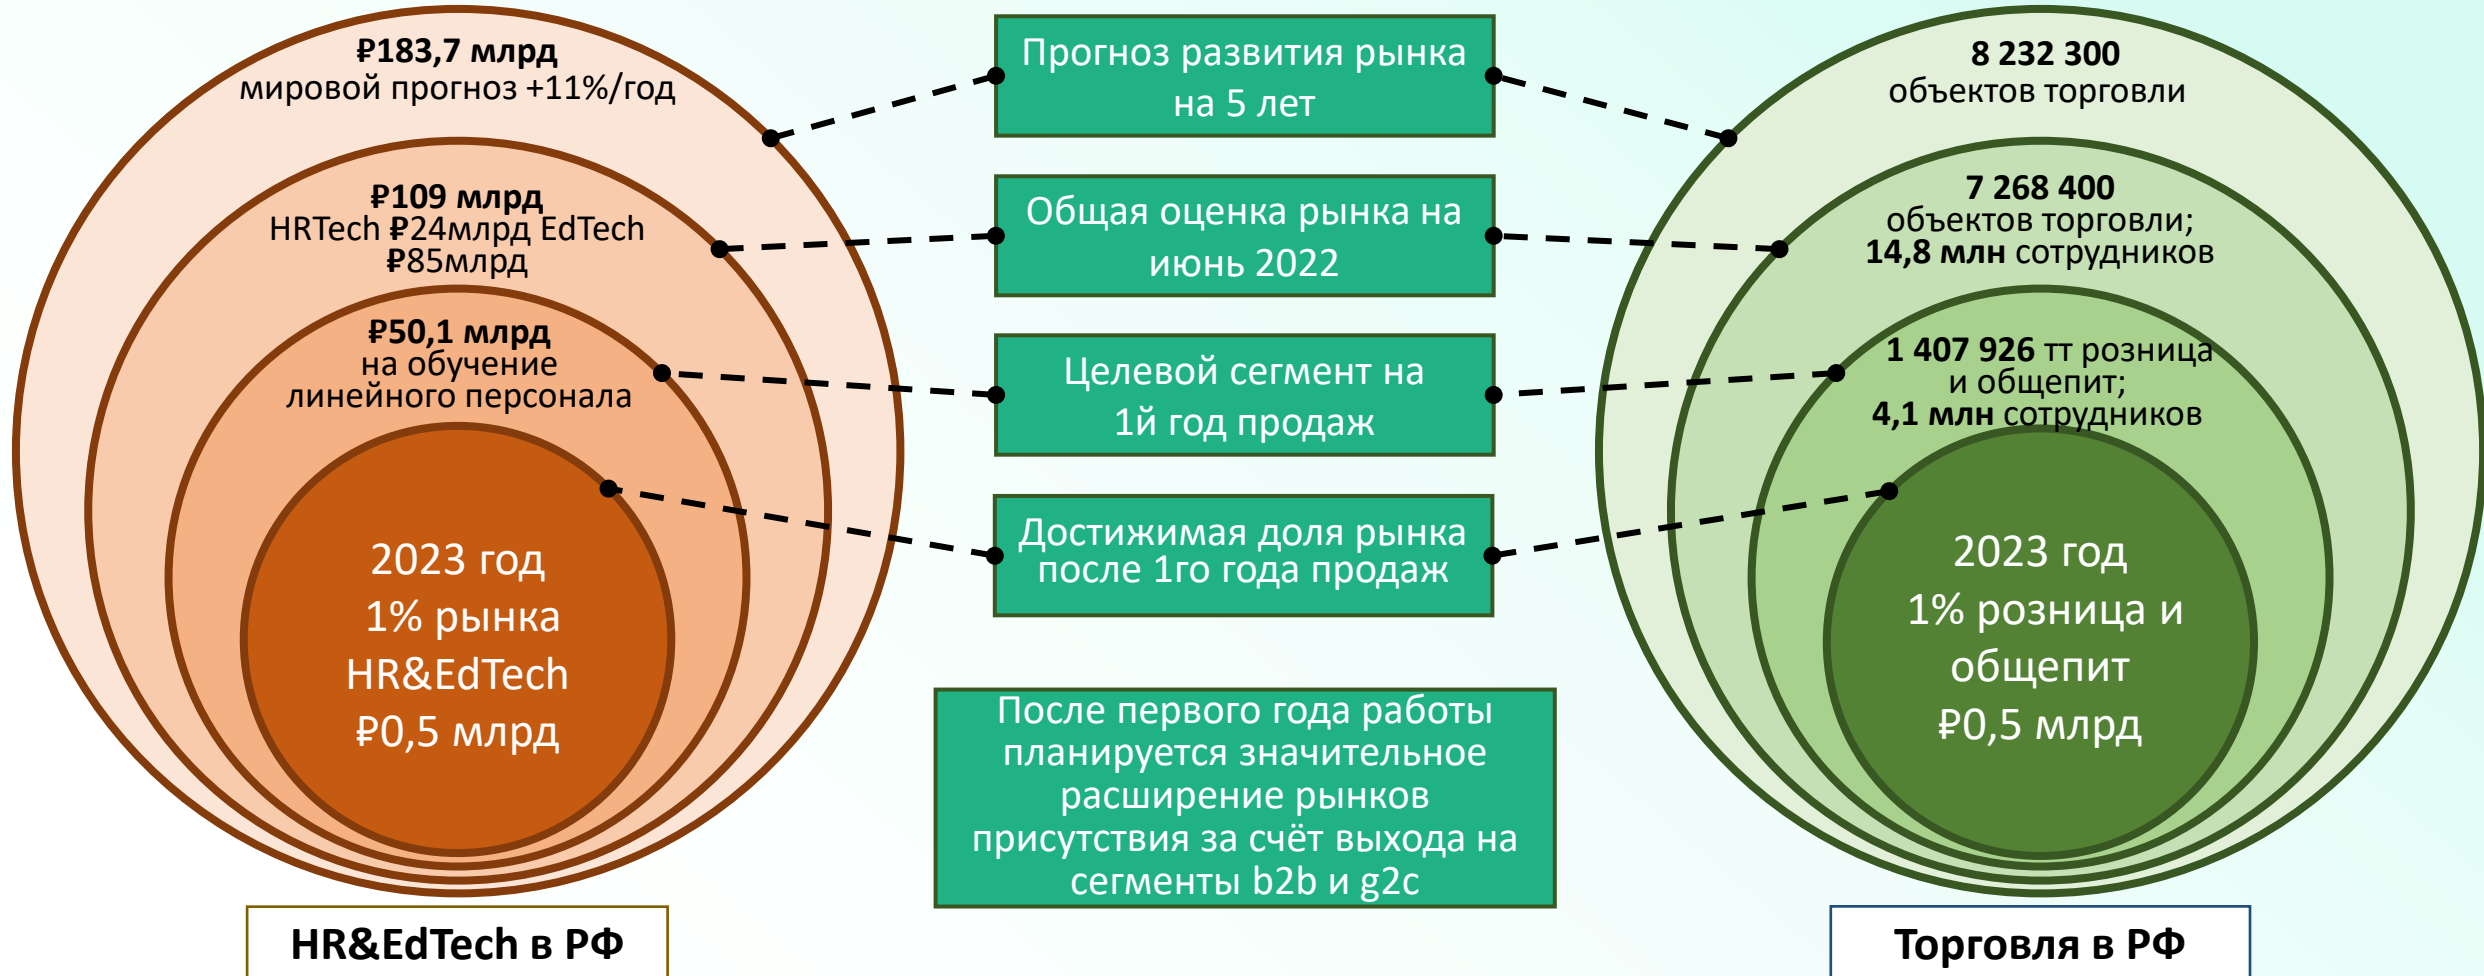 ₽183,7 млрд
мировой прогноз +11%/год
₽109 млрд
HRTech ₽24млрд EdTech
₽85млрд
₽50,1 млрд
на обучение
линейного персонала
2023 год
1% рынка
HR&EdTech
₽0,5 млрд
HR&EdTech в РФ
Прогноз развития рынка
на 5 лет
Общая оценка рынка на
июнь 2022
Целевой сегмент на
1й год продаж
Достижимая доля рынка
после 1го года продаж
После первого года работы
планируется значительное
расширение рынков
присутствия за счёт выхода на
сегменты b2b и g2c
8 232 300
объектов торговли
7 268 400
объектов торговли;
14,8 млн сотрудников
1 407 926 тт розница
и общепит;
4,1 млн сотрудников
2023 год
1% розница и
общепит
₽0,5 млрд
Торговля в РФ